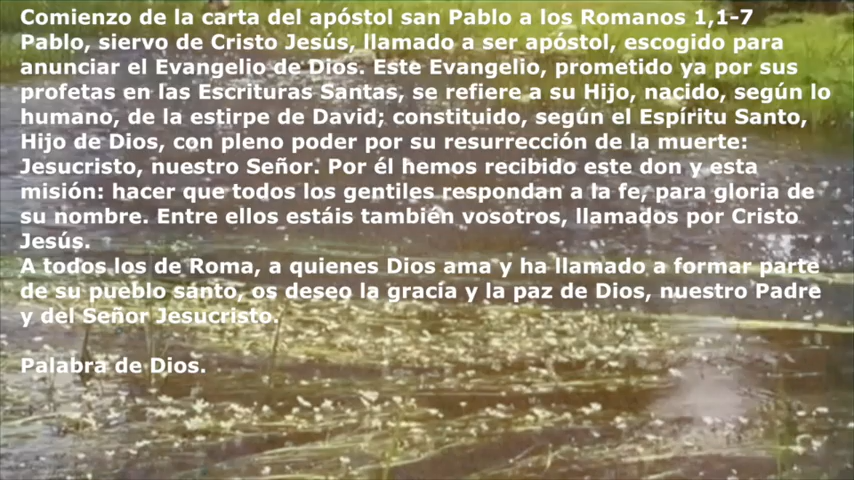 Comienzo de la carta del apóstol san Pablo a los Romanos 1,1-7
Pablo, siervo de Cristo Jesús, llamado a ser apóstol, escogido para
anunciar el Evangelio de Dios. Este Evangelio, prometido ya por sus
profetas en las Escrituras Santas, se refiere a su Hijo, nacido, según lo
humano, de la estirpe de David; constituido, según el Espíritu Santo,
Hijo de Dios, con pleno poder por su resurrección de la muerte:
Jesucristo, nuestro Señor. Por él hemos recibido este don y esta
misión: hacer que todos los gentiles respondan a la fe, para gloria de
su nombre. Entre ellos estáis también vosotros, llamados por Cristo
Jesús.
A todos los de Roma, a quienes Dios ama y ha llamado a formar parte
de su pueblo santo, os deseo la gracía y la paz de Dios, nuestro Padre
y del Señor Jesucristo.
Palabra de Dios.